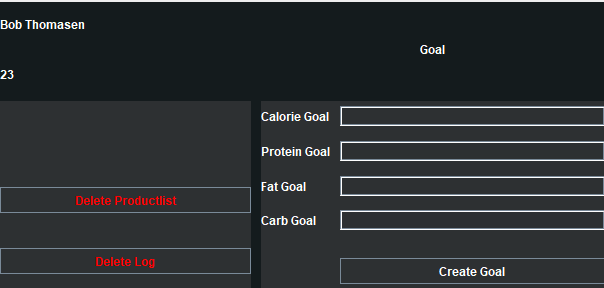 Bob Thomasen
Goal
23
Calorie Goal
Protein Goal
Fat Goal
Carb Goal
Create Goal
Delete Productlist
Delete Log